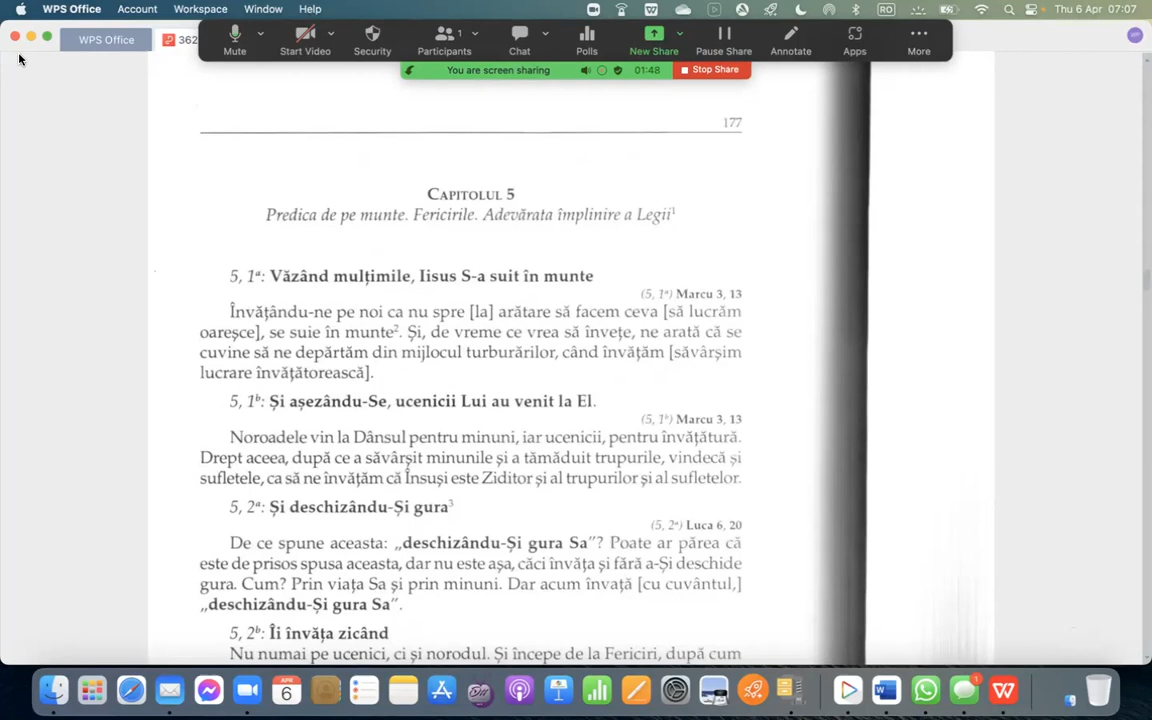 WPS Office Account Workspace Window Help RO Thu 6 Apr 07:07
WPS Office 362
Mute Start Video Security Participants 1 Chat Polls New Share Pause Share Annotate Apps More
You are screen sharing 01:48 Stop Share
WP
177
CAPITOLUL 5
Predica de pe munte. Fericirile. Adevărata împlinire a Legii¹
5, 1ᵃ: Văzând mulțimile, Iisus S-a suit în munte
(5, 1ᵃ) Marcu 3, 13
Învățându-ne pe noi ca nu spre [la] arătare să facem ceva [să lucrăm
oareșce], se suie în munte². Și, de vreme ce vrea să învețe, ne arată că se
cuvine să ne depărtăm din mijlocul turburărilor, când învățăm [săvârșim
lucrare învățătorească].
5, 1ᵇ: Și așezându-Se, ucenicii Lui au venit la El.
(5, 1ᵇ) Marcu 3, 13
Noroadele vin la Dânsul pentru minuni, iar ucenicii, pentru învățătură.
Drept aceea, după ce a săvârșit minunile și a tămăduit trupurile, vindecă și
sufletele, ca să ne învățăm că Însuși este Ziditor și al trupurilor și al sufletelor.
5, 2ᵃ: Și deschizându-Și gura³
(5, 2ᵃ) Luca 6, 20
De ce spune aceasta: „deschizându-Și gura Sa”? Poate ar părea că
este de prisos spusa aceasta, dar nu este așa, căci învăța și fără a-Și deschide
gura. Cum? Prin viața Sa și prin minuni. Dar acum învață [cu cuvântul,]
„deschizându-Și gura Sa”.
5, 2ᵇ: Îi învăța zicând
Nu numai pe ucenici, ci și norodul. Și începe de la Fericiri, după cum
APR
6
1